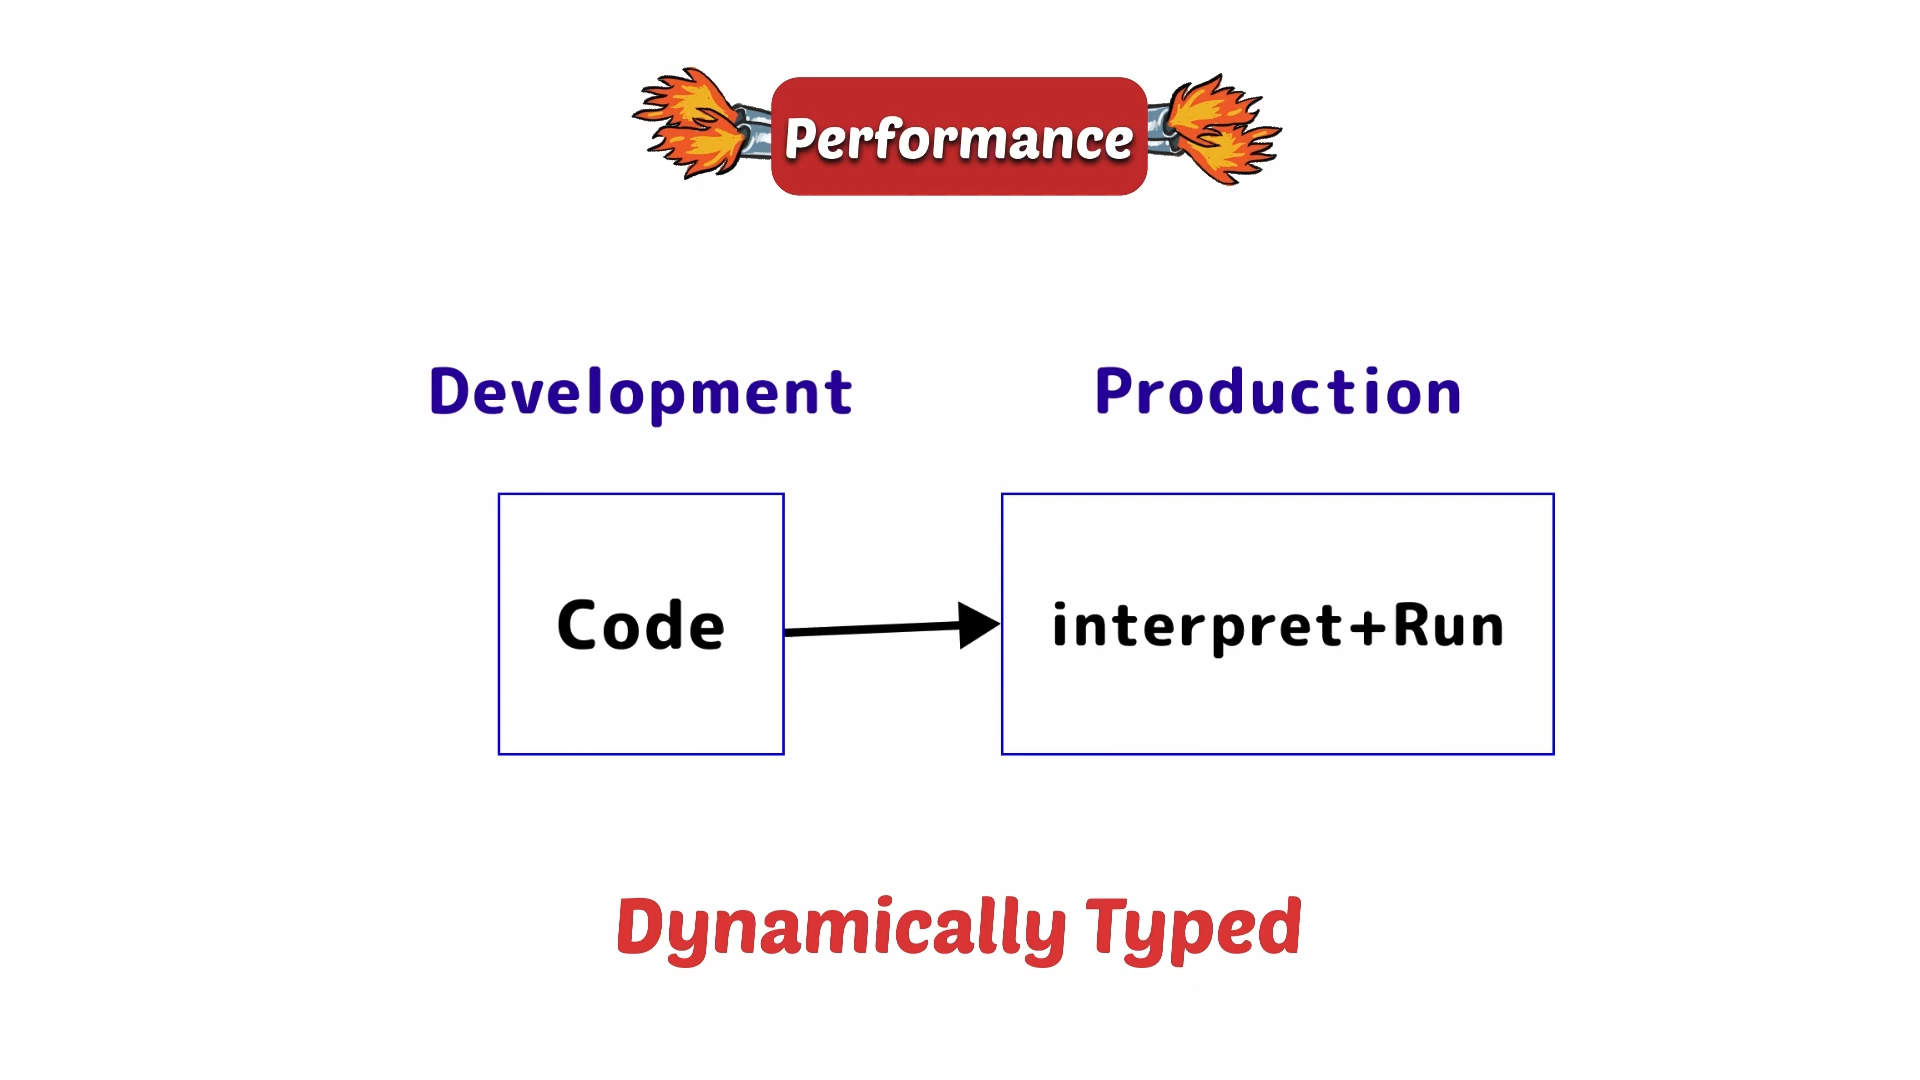 Performance
Development
Production
Code
interpret+Run
Dynamically Typed